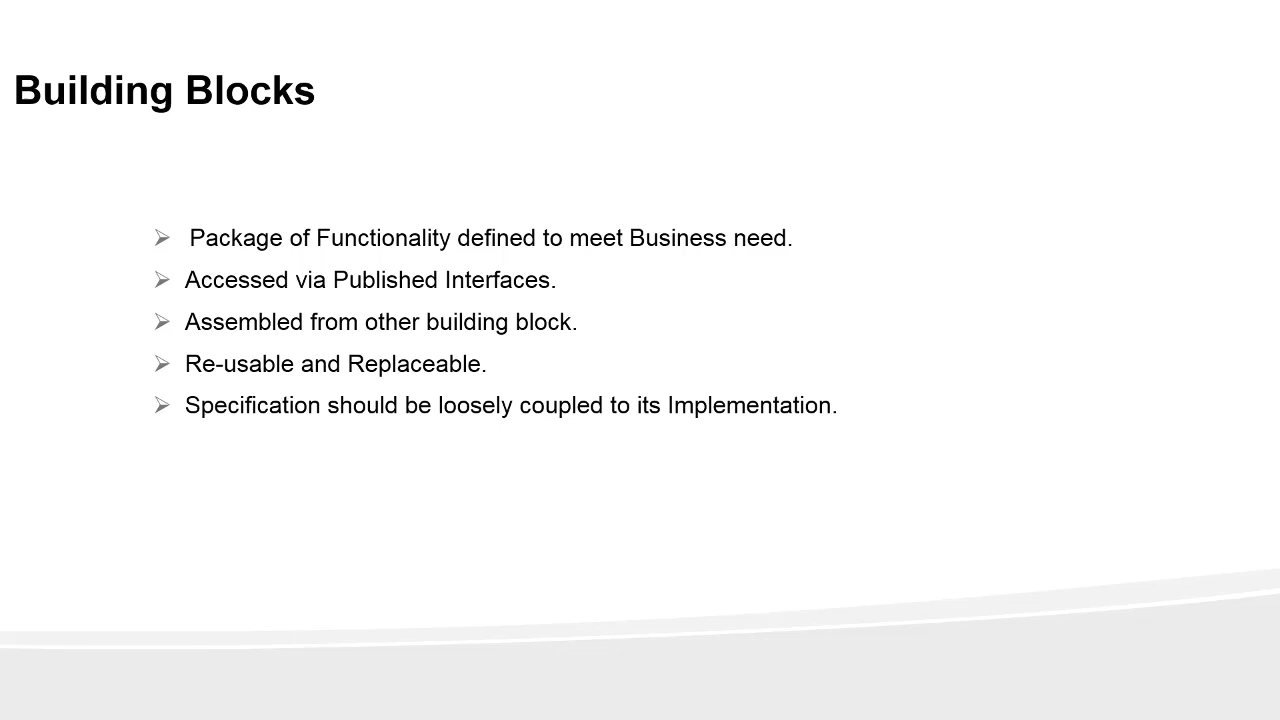 Building Blocks
➢ Package of Functionality defined to meet Business need.
➢ Accessed via Published Interfaces.
➢ Assembled from other building block.
➢ Re-usable and Replaceable.
➢ Specification should be loosely coupled to its Implementation.